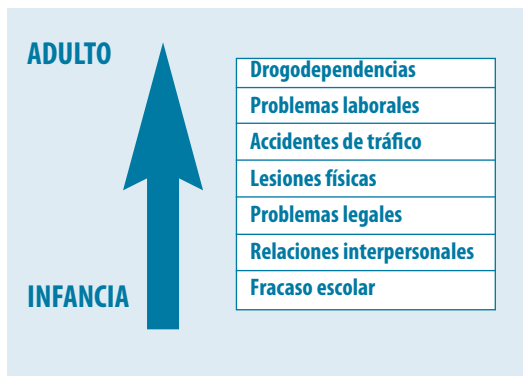 ADULTO
Drogodependencias
Problemas laborales
Accidentes de tráfico
Lesiones físicas
Problemas legales
Relaciones interpersonales
Fracaso escolar
INFANCIA